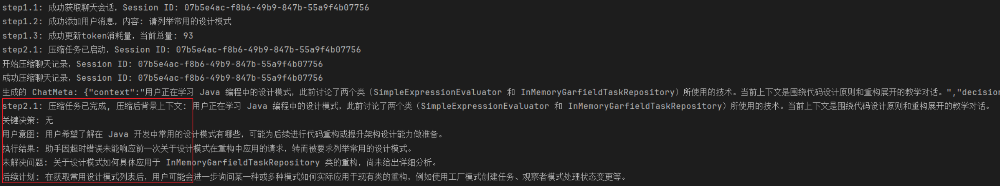 step1.1: 成功获取聊天会话，Session ID: 07b5e4ac-f8b6-49b9-847b-55a9f4b07756
step1.2: 成功添加用户消息，内容: 请列举常用的设计模式
step1.3: 成功更新token消耗量，当前总量: 93
step2.1: 压缩任务已启动，Session ID: 07b5e4ac-f8b6-49b9-847b-55a9f4b07756
开始压缩聊天记录，Session ID: 07b5e4ac-f8b6-49b9-847b-55a9f4b07756
成功压缩聊天记录，Session ID: 07b5e4ac-f8b6-49b9-847b-55a9f4b07756
生成的 ChatMeta: {"context":"用户正在学习 Java 编程中的设计模式，此前讨论了两个类（SimpleExpressionEvaluator 和 InMemoryGarfieldTaskRepository）所使用的技术。当前上下文是围绕代码设计原则和重构展开的教学对话。","decision
step2.1: 压缩任务已完成, 压缩后背景上下文: 用户正在学习 Java 编程中的设计模式，此前讨论了两个类（SimpleExpressionEvaluator 和 InMemoryGarfieldTaskRepository）所使用的技术。当前上下文是围绕代码设计原则和重构展开的教学对话。
关键决策: 无
用户意图: 用户希望了解在 Java 开发中常用的设计模式有哪些，可能为后续进行代码重构或提升架构设计能力做准备。
执行结果: 助手因超时错误未能响应前一次关于设计模式在重构中应用的请求，转而被要求列举常用的设计模式。
未解决问题: 关于设计模式如何具体应用于 InMemoryGarfieldTaskRepository 类的重构，尚未给出详细分析。
后续计划: 在获取常用设计模式列表后，用户可能会进一步询问某一种或多种模式如何实际应用于现有类的重构，例如使用工厂模式创建任务、观察者模式处理状态变更等。